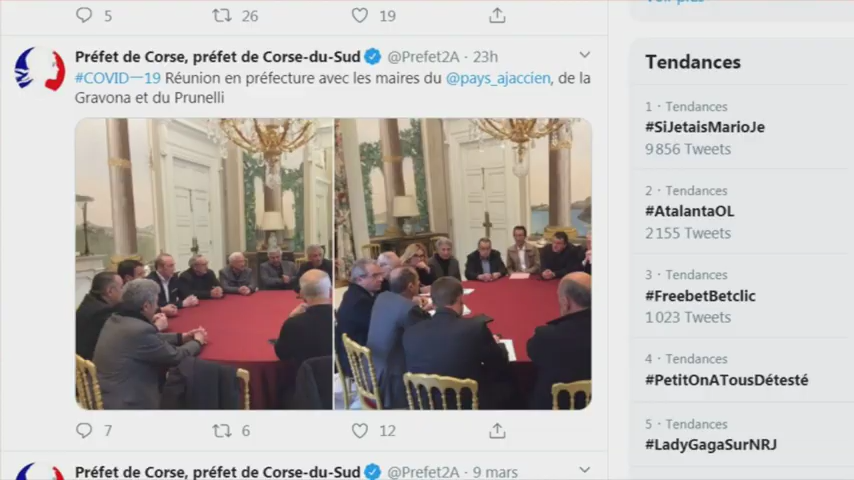 5 26 19
Préfet de Corse, préfet de Corse-du-Sud @Prefet2A · 23h
#COVID—19 Réunion en préfecture avec les maires du @pays_ajaccien, de la
Gravona et du Prunelli
7 6 12
Préfet de Corse, préfet de Corse-du-Sud @Prefet2A · 9 mars
Tendances
1 · Tendances
#SiJetaisMarioJe
9 856 Tweets
2 · Tendances
#AtalantaOL
2 155 Tweets
3 · Tendances
#FreebetBetclic
1 023 Tweets
4 · Tendances
#PetitOnATousDétesté
5 · Tendances
#LadyGagaSurNRJ